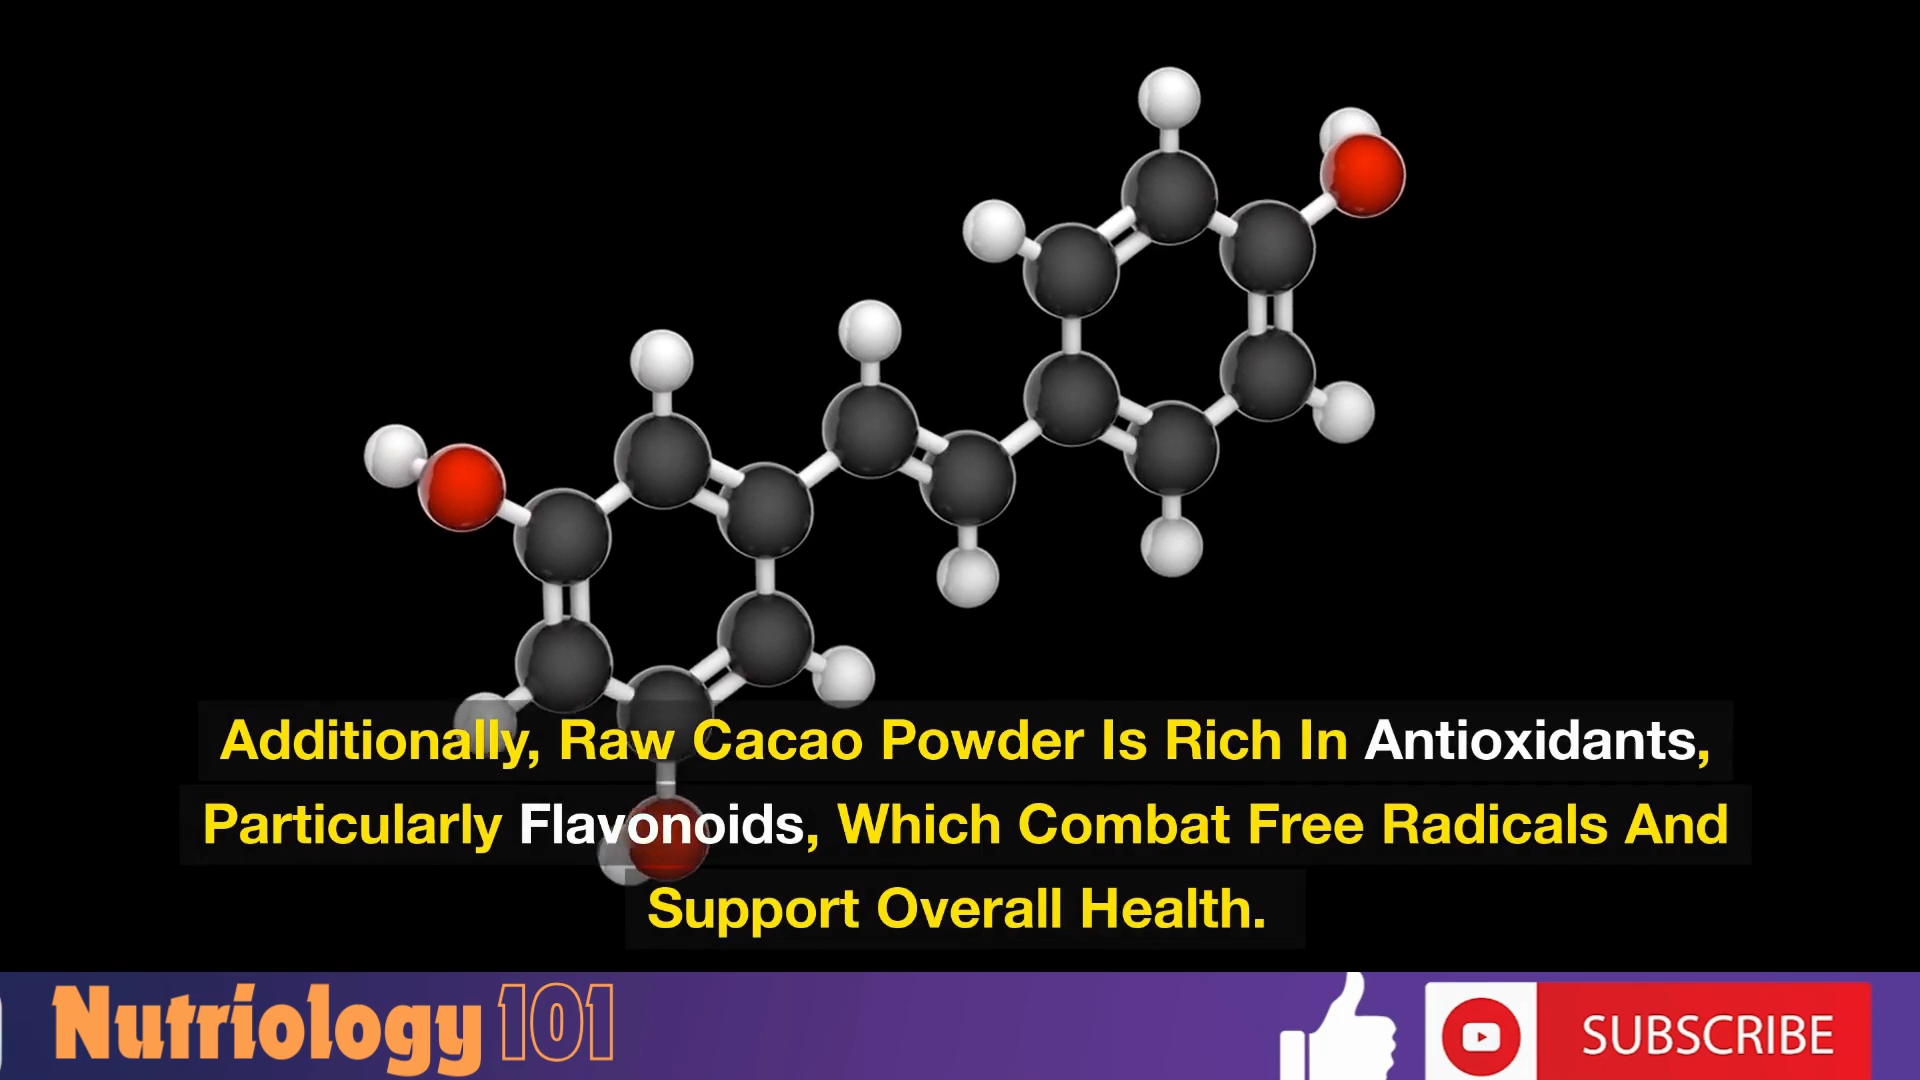 Additionally, Raw Cacao Powder Is Rich In Antioxidants,
Particularly Flavonoids, Which Combat Free Radicals And
Support Overall Health.
Nutriology 101
SUBSCRIBE